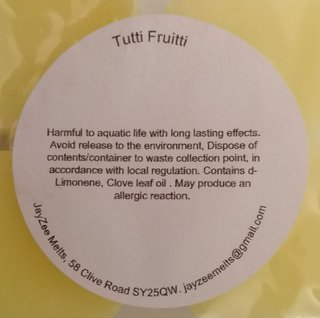 Tutti Fruitti
Harmful to aquatic life with long lasting effects.
Avoid release to the environment, Dispose of
contents/container to waste collection point, in
accordance with local regulation. Contains d-
Limonene, Clove leaf oil . May produce an
allergic reaction.
JayZee Melts, 58 Clive Road SY25QW. jayzeemelts@gmail.com